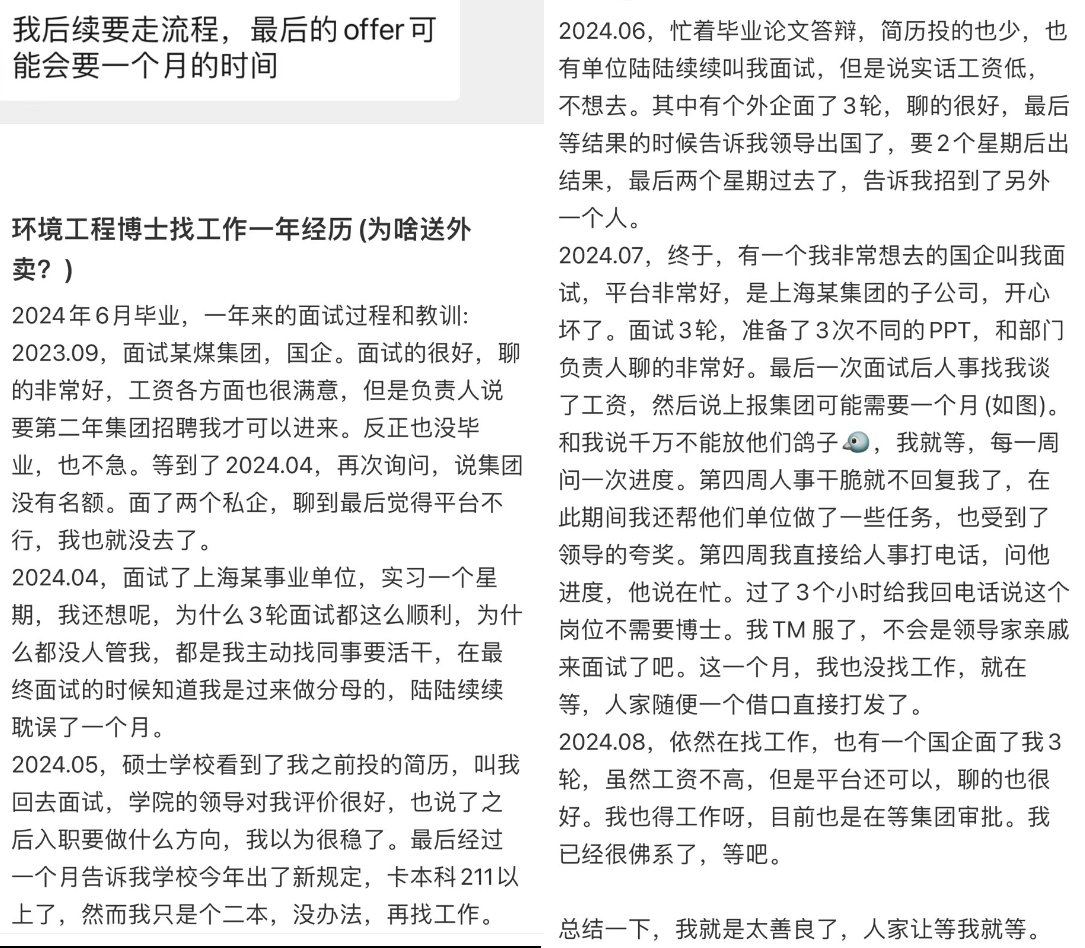 我后续要走流程，最后的offer可
能会要一个月的时间
环境工程博士找工作一年经历(为啥送外
卖？)
2024年6月毕业，一年来的面试过程和教训:
2023.09，面试某煤集团，国企。面试的很好，聊
的非常好，工资各方面也很满意，但是负责人说
要第二年集团招聘我才可以进来。反正也没毕
业，也不急。等到了2024.04，再次询问，说集团
没有名额。面了两个私企，聊到最后觉得平台不
行，我也就没去了。
2024.04，面试了上海某事业单位，实习一个星
期，我还想呢，为什么3轮面试都这么顺利，为什
么都没人管我，都是我主动找同事要活干，在最
终面试的时候知道我是过来做分母的，陆陆续续
耽误了一个月。
2024.05，硕士学校看到了我之前投的简历，叫我
回去面试，学院的领导对我评价很好，也说了之
后入职要做什么方向，我以为很稳了。最后经过
一个月告诉我学校今年出了新规定，卡本科211以
上了，然而我只是个二本，没办法，再找工作。
2024.06，忙着毕业论文答辩，简历投的也少，也
有单位陆陆续续叫我面试，但是说实话工资低，
不想去。其中有个外企面了3轮，聊的很好，最后
等结果的时候告诉我领导出国了，要2个星期后出
结果，最后两个星期过去了，告诉我招到了另外
一个人。
2024.07，终于，有一个我非常想去的国企叫我面
试，平台非常好，是上海某集团的子公司，开心
坏了。面试3轮，准备了3次不同的PPT，和部门
负责人聊的非常好。最后一次面试后人事找我谈
了工资，然后说上报集团可能需要一个月(如图)。
和我说千万不能放他们鸽子，我就等，每一周
问一次进度。第四周人事干脆就不回复我了，在
此期间我还帮他们单位做了一些任务，也受到了
领导的夸奖。第四周我直接给人事打电话，问他
进度，他说在忙。过了3个小时给我回电话说这个
岗位不需要博士。我TM服了，不会是领导家亲戚
来面试了吧。这一个月，我也没找工作，就在
等，人家随便一个借口直接打发了。
2024.08，依然在找工作，也有一个国企面了我3
轮，虽然工资不高，但是平台还可以，聊的也很
好。我也得工作呀，目前也是在等集团审批。我
已经很佛系了，等吧。
总结一下，我就是太善良了，人家让等我就等。